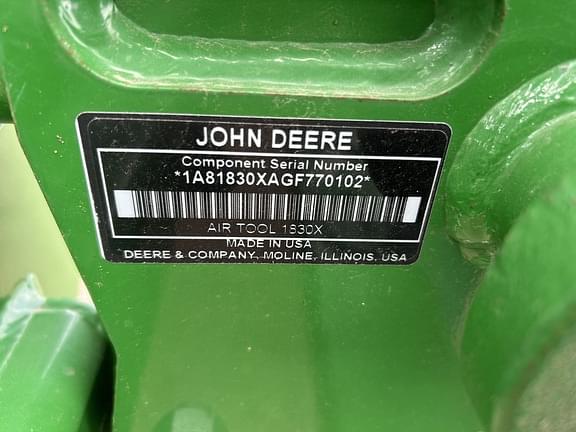 JOHN DEERE
Component Serial Number
*1A81830XAGF770102*
AIR TOOL 1830X
MADE IN USA
DEERE & COMPANY, MOLINE, ILLINOIS, USA